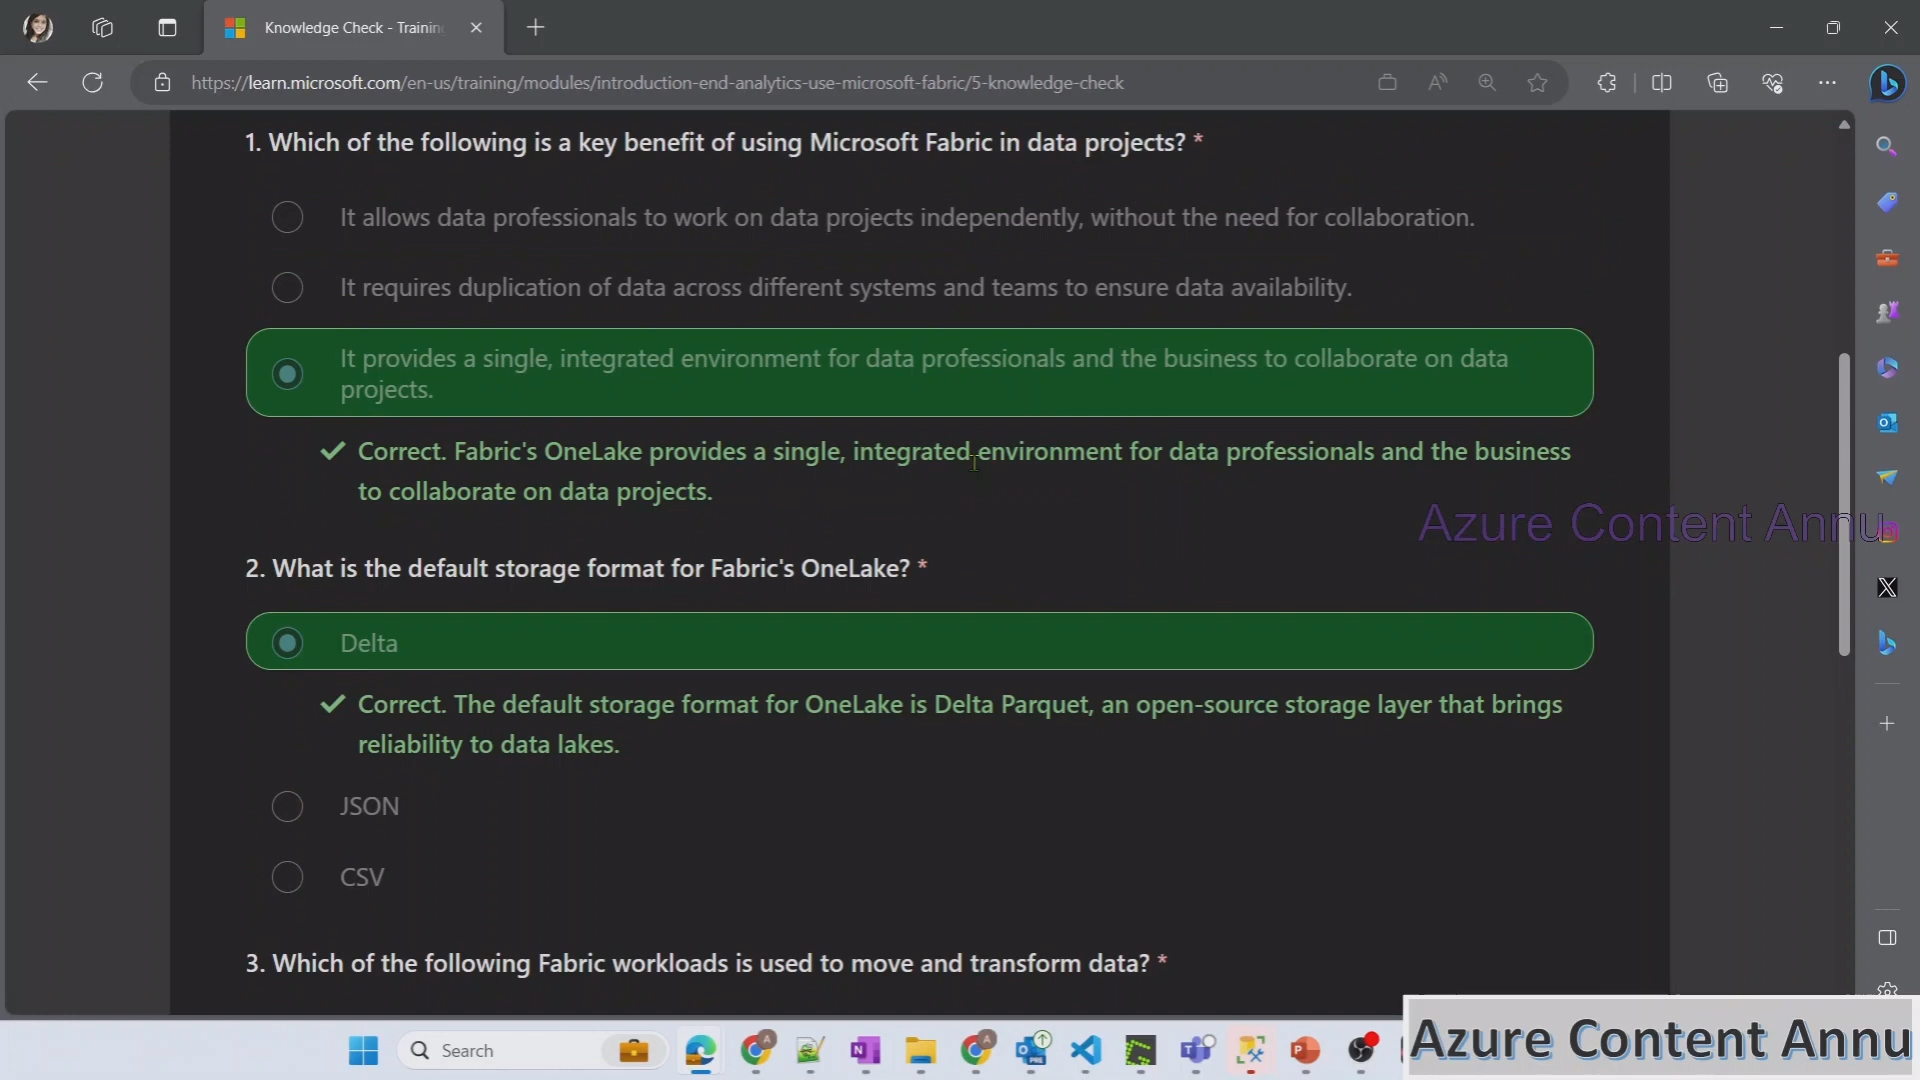 Knowledge Check - Training
https://learn.microsoft.com/en-us/training/modules/introduction-end-analytics-use-microsoft-fabric/5-knowledge-check
1. Which of the following is a key benefit of using Microsoft Fabric in data projects? *
It allows data professionals to work on data projects independently, without the need for collaboration.
It requires duplication of data across different systems and teams to ensure data availability.
It provides a single, integrated environment for data professionals and the business to collaborate on data
projects.
Correct. Fabric's OneLake provides a single, integrated environment for data professionals and the business
to collaborate on data projects.
Azure Content Annu
2. What is the default storage format for Fabric's OneLake? *
Delta
Correct. The default storage format for OneLake is Delta Parquet, an open-source storage layer that brings
reliability to data lakes.
JSON
CSV
3. Which of the following Fabric workloads is used to move and transform data? *
Search
Azure Content Annu